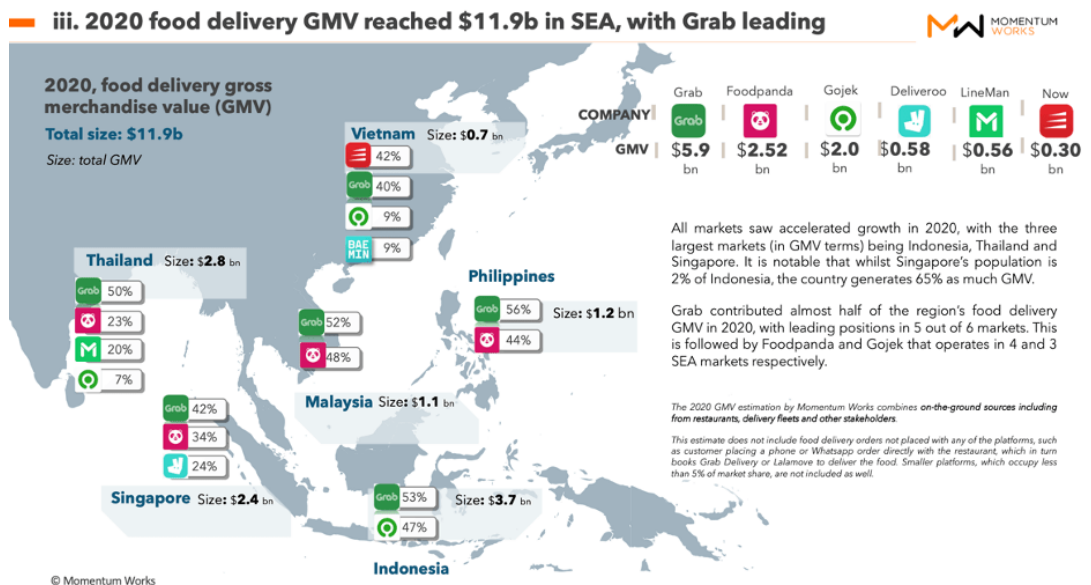 iii. 2020 food delivery GMV reached $11.9b in SEA, with Grab leading
MOMENTUM
WORKS
2020, food delivery gross
merchandise value (GMV)
Total size: $11.9b
Size: total GMV
COMPANY
Grab
Foodpanda
Gojek
Deliveroo
LineMan
Now
Grab
GMV
$5.9
bn
$2.52
bn
$2.0
bn
$0.58
bn
$0.56
bn
$0.30
bn
Vietnam Size: $0.7 bn
42%
Grab 40%
9%
BAE
MIN 9%
Thailand Size: $2.8 bn
Grab 50%
23%
M 20%
7%
Philippines
Grab 56%
44%
Size: $1.2 bn
Grab 52%
48%
Malaysia Size: $1.1 bn
Grab 42%
34%
24%
Singapore Size: $2.4 bn
Grab 53%
47%
Size: $3.7 bn
Indonesia
All markets saw accelerated growth in 2020, with the three
largest markets (in GMV terms) being Indonesia, Thailand and
Singapore. It is notable that whilst Singapore's population is
2% of Indonesia, the country generates 65% as much GMV.
Grab contributed almost half of the region's food delivery
GMV in 2020, with leading positions in 5 out of 6 markets. This
is followed by Foodpanda and Gojek that operates in 4 and 3
SEA markets respectively.
The 2020 GMV estimation by Momentum Works combines on-the-ground sources including
from restaurants, delivery fleets and other stakeholders.
This estimate does not include food delivery orders not placed with any of the platforms, such
as customer placing a phone or Whatsapp order directly with the restaurant, which in turn
books Grab Delivery or Lalamove to deliver the food. Smaller platforms, which occupy less
than 5% of market share, are not included as well.
© Momentum Works